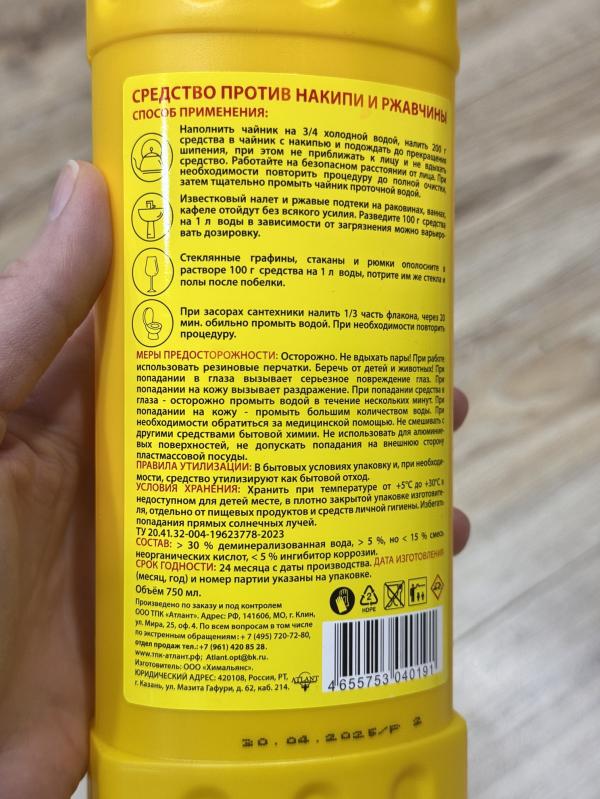 СРЕДСТВО ПРОТИВ НАКИПИ И РЖАВЧИНЫ
СПОСОБ ПРИМЕНЕНИЯ:
Наполнить чайник на 3/4 холодной водой, налить 200 г
средства в чайник с накипью и подождать до прекращения
шипения, при этом не приближать к лицу и не вдыхать
средство. Работайте на безопасном расстоянии от лица. При
необходимости повторить процедуру до полной очистки,
затем тщательно промыть чайник проточной водой.
Известковый налет и ржавые подтеки на раковинах, ваннах,
кафеле отойдут без всякого усилия. Разведите 100 г средства
на 1 л воды в зависимости от загрязнения можно варьиро-
вать дозировку.
Стеклянные графины, стаканы и рюмки ополосните в
растворе 100 г средства на 1 л воды, потрите им же стекла и
полы после побелки.
При засорах сантехники налить 1/3 часть флакона, через 20
мин. обильно промыть водой. При необходимости повторить
процедуру.
МЕРЫ ПРЕДОСТОРОЖНОСТИ: Осторожно. Не вдыхать пары! При работе
использовать резиновые перчатки. Беречь от детей и животных! При
попадании в глаза вызывает серьезное повреждение глаз. При
попадании на кожу вызывает раздражение. При попадании средства в
глаза - осторожно промыть водой в течение нескольких минут. При
попадании на кожу - промыть большим количеством воды. При
необходимости обратиться за медицинской помощью. Не смешивать с
другими средствами бытовой химии. Не использовать для алюминие-
вых поверхностей, не допускать попадания на внешнюю сторону
пластмассовой посуды.
ПРАВИЛА УТИЛИЗАЦИИ: В бытовых условиях упаковку и, при необходи-
мости, средство утилизируют как бытовой отход.
УСЛОВИЯ ХРАНЕНИЯ: Хранить при температуре от +5°С до +30°С в
недоступном для детей месте, в плотно закрытой упаковке изготовите-
ля, отдельно от пищевых продуктов и средств личной гигиены. Избегать
попадания прямых солнечных лучей.
ТУ 20.41.32-004-19623778-2023
СОСТАВ: > 30 % деминерализованная вода, > 5 %, но < 15 % смесь
неорганических кислот, < 5 % ингибитор коррозии.
СРОК ГОДНОСТИ: 24 месяца с даты производства. ДАТА ИЗГОТОВЛЕНИЯ
(месяц, год) и номер партии указаны на упаковке.
Объём 750 мл.
Произведено по заказу и под контролем
ООО ТПК «Атлант». Адрес: РФ, 141606, МО, г. Клин,
ул. Мира, 25, оф. 4. По всем вопросам в том числе
по экстренным обращениям: + 7 (495) 720-72-80,
отдел продаж тел.: +7 (961) 420 85 28.
www.тпк-атлант.рф; Atlant.opt@bk.ru
Изготовитель: ООО «Химальянс».
ЮРИДИЧЕСКИЙ АДРЕС: 420108, Россия, РТ,
г. Казань, ул. Мазита Гафури, д. 62, каб. 214.
2
HDPE
ATLANT
4 655753 040191
30.04.2025/P 2